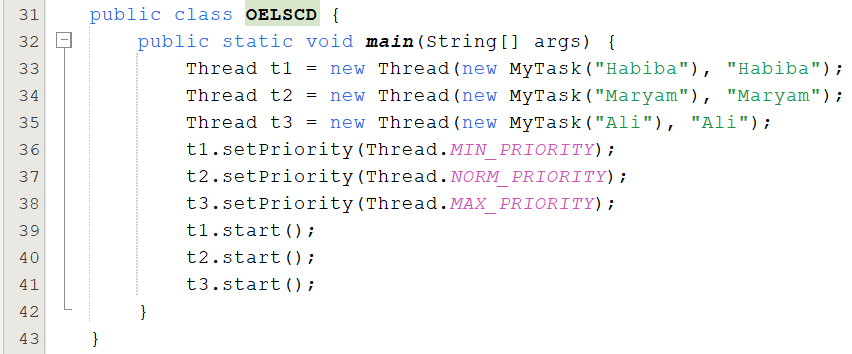 31 public class OELSCD {
32 public static void main(String[] args) {
33 Thread t1 = new Thread(new MyTask("Habiba"), "Habiba");
34 Thread t2 = new Thread(new MyTask("Maryam"), "Maryam");
35 Thread t3 = new Thread(new MyTask("Ali"), "Ali");
36 t1.setPriority(Thread.MIN_PRIORITY);
37 t2.setPriority(Thread.NORM_PRIORITY);
38 t3.setPriority(Thread.MAX_PRIORITY);
39 t1.start();
40 t2.start();
41 t3.start();
42 }
43 }